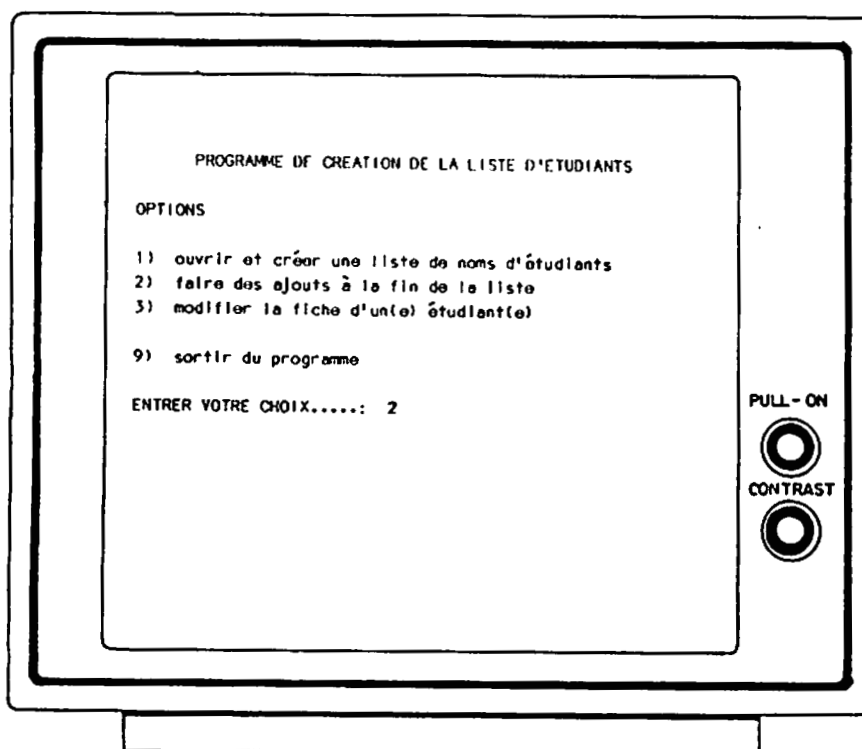 PROGRAMME DE CREATION DE LA LISTE D'ETUDIANTS
OPTIONS
1) ouvrir et créer une liste de noms d'étudiants
2) faire des ajouts à la fin de la liste
3) modifier la fiche d'un(e) étudiant(e)
9) sortir du programme
ENTRER VOTRE CHOIX.....: 2
PULL-ON
CONTRAST